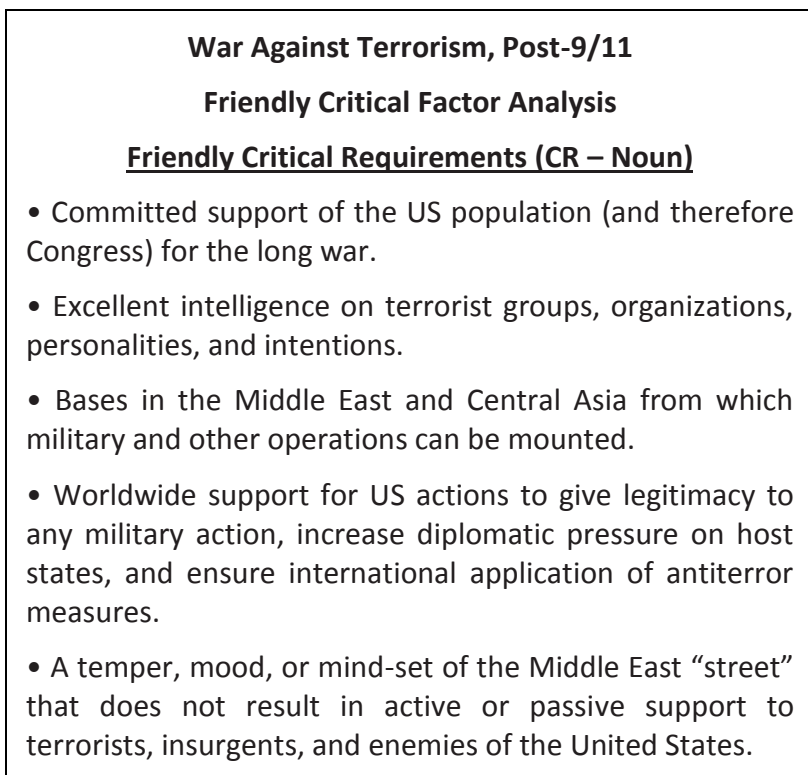 War Against Terrorism, Post-9/11
Friendly Critical Factor Analysis
Friendly Critical Requirements (CR – Noun)
• Committed support of the US population (and therefore
Congress) for the long war.
• Excellent intelligence on terrorist groups, organizations,
personalities, and intentions.
• Bases in the Middle East and Central Asia from which
military and other operations can be mounted.
• Worldwide support for US actions to give legitimacy to
any military action, increase diplomatic pressure on host
states, and ensure international application of antiterror
measures.
• A temper, mood, or mind-set of the Middle East “street”
that does not result in active or passive support to
terrorists, insurgents, and enemies of the United States.